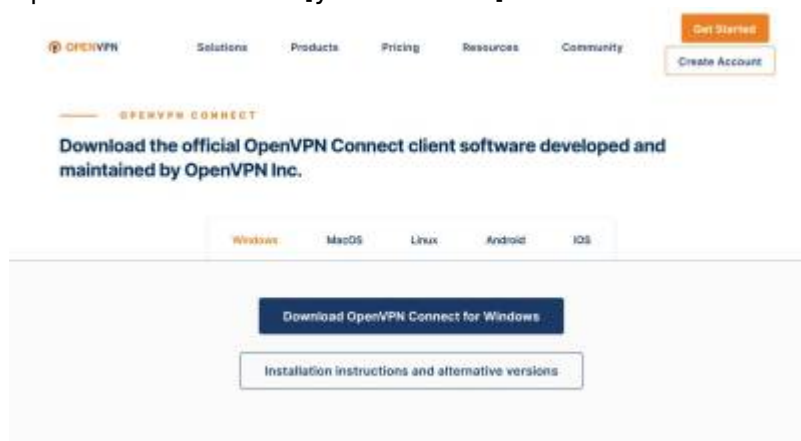 OPENVPN
Solutions
Products
Pricing
Resources
Community
Get Started
Create Account
OPENVPN CONNECT
Download the official OpenVPN Connect client software developed and
maintained by OpenVPN Inc.
Windows
MacOS
Linux
Android
iOS
Download OpenVPN Connect for Windows
Installation instructions and alternative versions